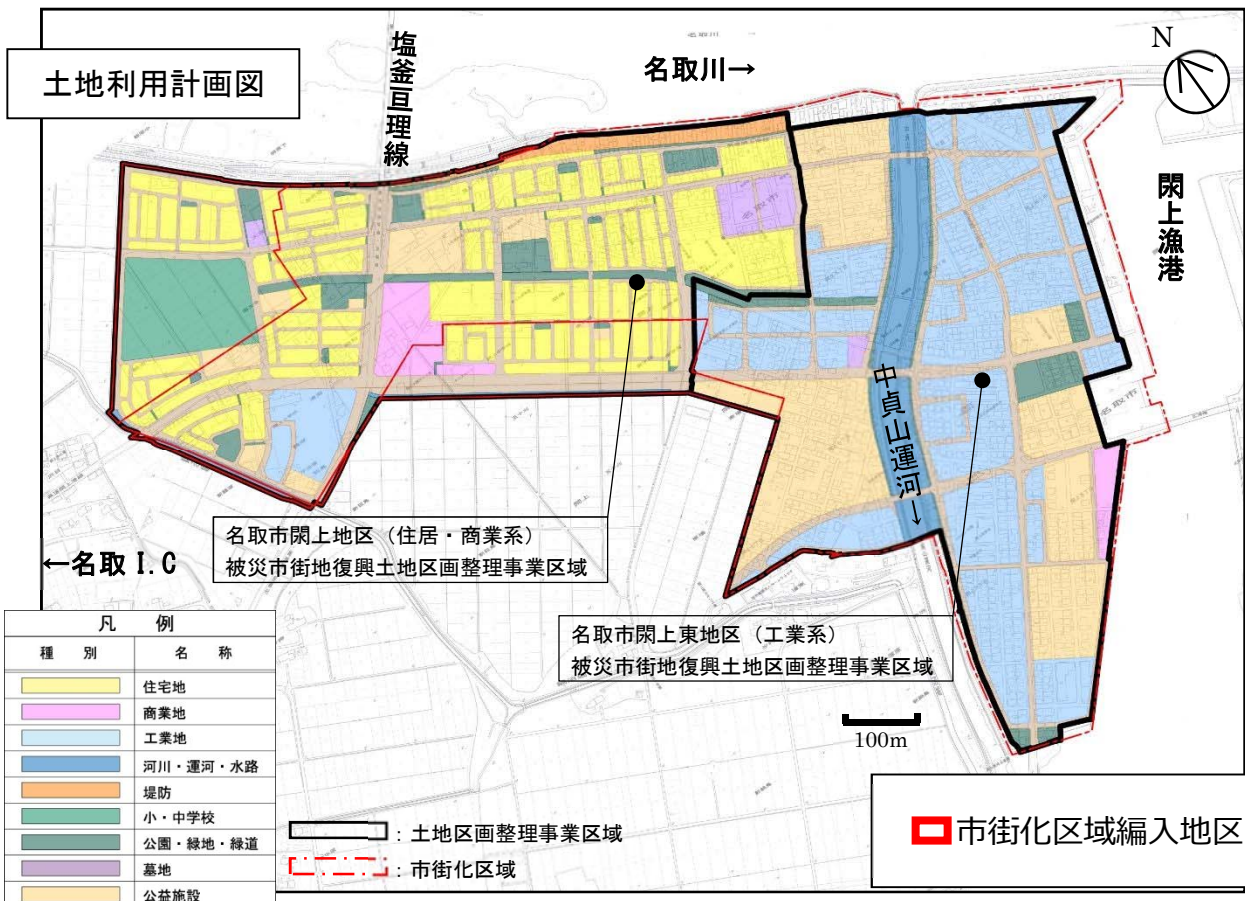 土地利用計画図
塩釜亘理線
名取川
名取川→
N
閖上漁港
中貞山運河→
名取市閖上地区（住居・商業系）
被災市街地復興土地区画整理事業区域
←名取 I.C
名取市閖上東地区（工業系）
被災市街地復興土地区画整理事業区域
100m
凡 例
種 別 名 称
住宅地
商業地
工業地
河川・運河・水路
堤防
小・中学校
公園・緑地・緑道
墓地
公益施設
：土地区画整理事業区域
：市街化区域
市街化区域編入地区